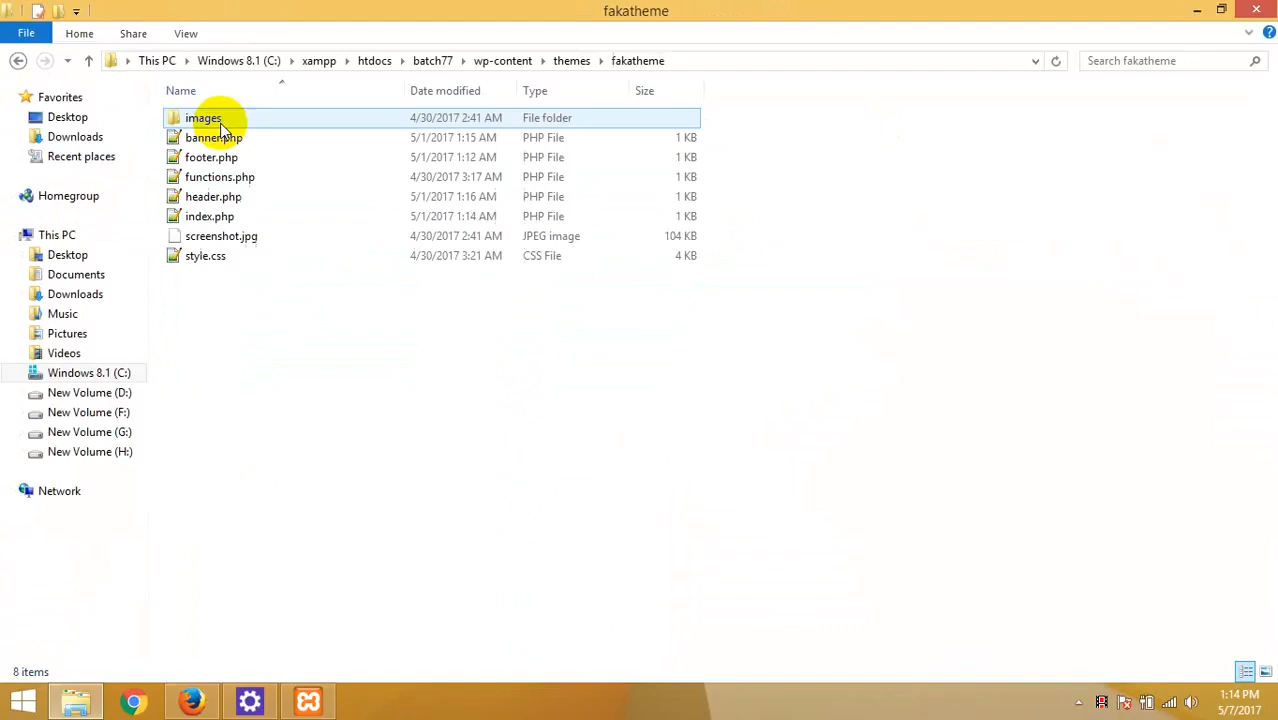 fakatheme
File Home Share View
This PC Windows 8.1 (C:) xampp htdocs batch77 wp-content themes fakatheme Search fakatheme
Name Date modified Type Size
Favorites
Desktop
Downloads
Recent places
Homegroup
This PC
Desktop
Documents
Downloads
Music
Pictures
Videos
Windows 8.1 (C:)
New Volume (D:)
New Volume (F:)
New Volume (G:)
New Volume (H:)
Network
images 4/30/2017 2:41 AM File folder
banner.php 5/1/2017 1:15 AM PHP File 1 KB
footer.php 5/1/2017 1:12 AM PHP File 1 KB
functions.php 4/30/2017 3:17 AM PHP File 1 KB
header.php 5/1/2017 1:16 AM PHP File 1 KB
index.php 5/1/2017 1:14 AM PHP File 1 KB
screenshot.jpg 4/30/2017 2:41 AM JPEG image 104 KB
style.css 4/30/2017 3:21 AM CSS File 4 KB
8 items
1:14 PM
5/7/2017